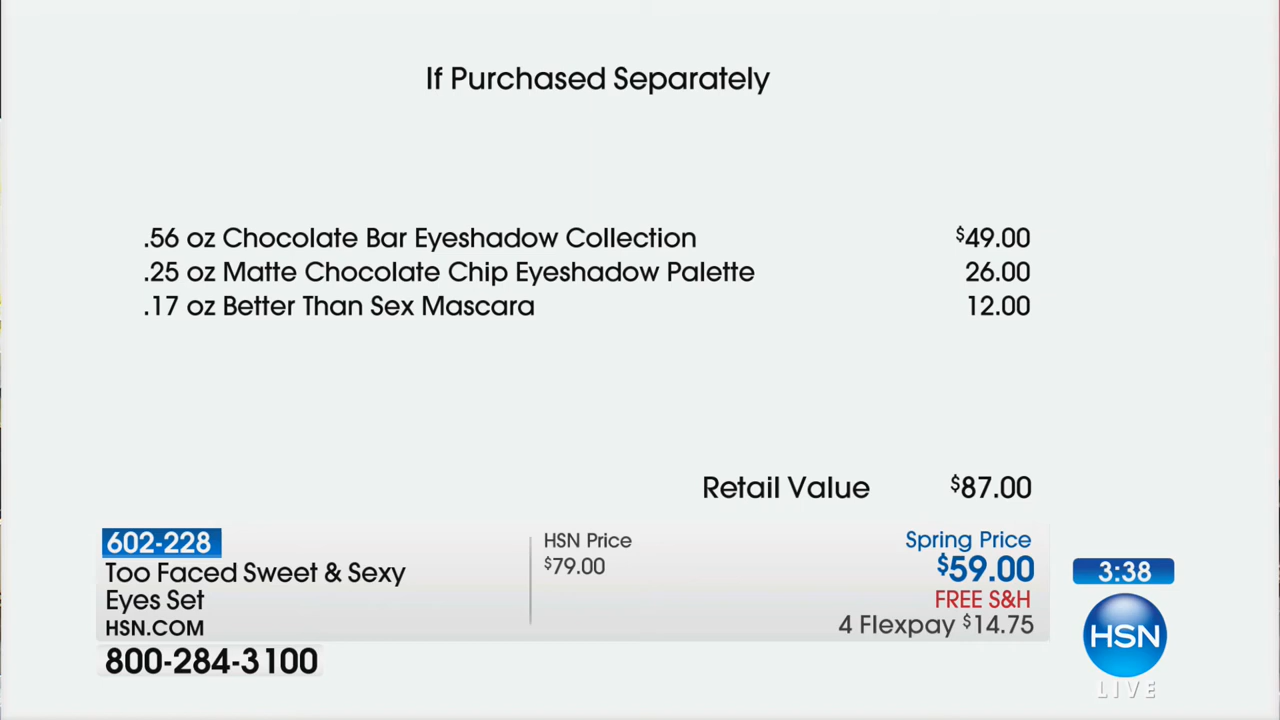 If Purchased Separately
.56 oz Chocolate Bar Eyeshadow Collection $49.00
.25 oz Matte Chocolate Chip Eyeshadow Palette 26.00
.17 oz Better Than Sex Mascara 12.00
Retail Value $87.00
602-228
Too Faced Sweet & Sexy
Eyes Set
HSN.COM
800-284-3100
HSN Price
$79.00
Spring Price
$59.00
FREE S&H
4 Flexpay $14.75
3:38
HSN
LIVE